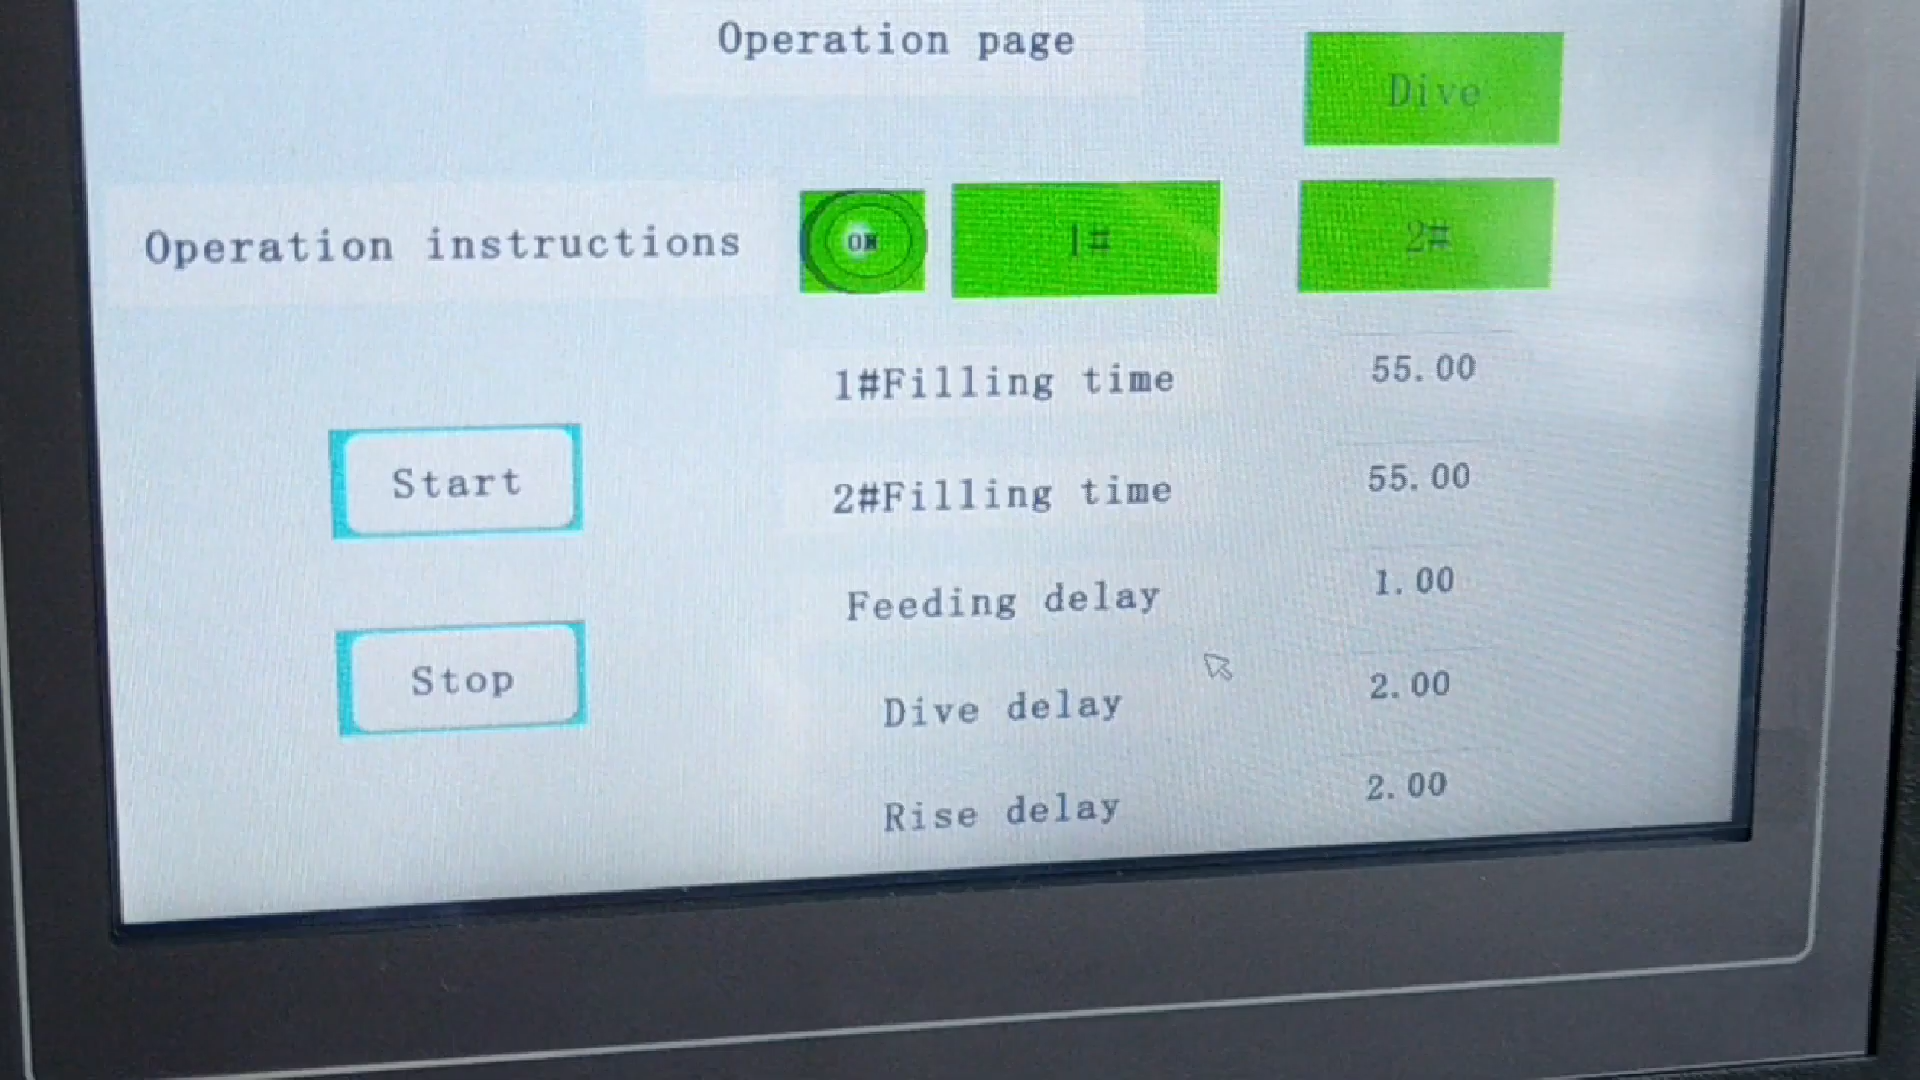 Operation page
Dive
Operation instructions ON 1# 2#
1#Filling time 55.00
Start
2#Filling time 55.00
Feeding delay 1.00
Stop
Dive delay 2.00
Rise delay 2.00